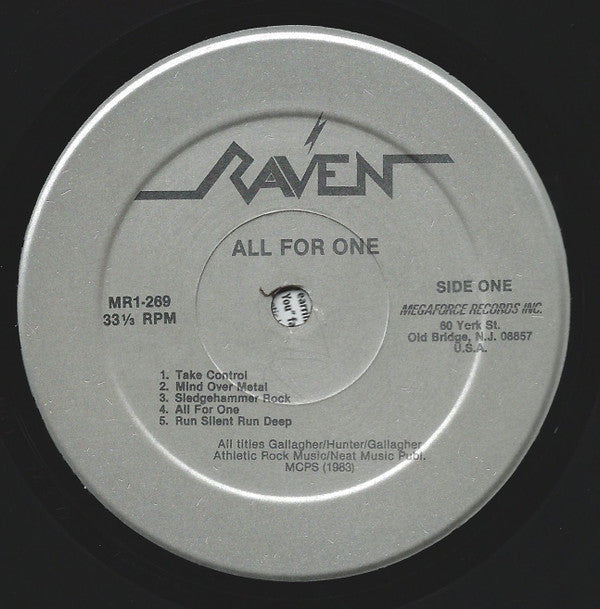 RAVEN
ALL FOR ONE
MR1-269
33⅓ RPM
SIDE ONE
MEGAFORCE RECORDS INC.
60 York St.
Old Bridge, N.J. 08857
U.S.A.
1. Take Control
2. Mind Over Metal
3. Sledgehammer Rock
4. All For One
5. Run Silent Run Deep
All titles Gallagher/Hunter/Gallagher
Athletic Rock Music/Neat Music Publ.
MCPS (1983)